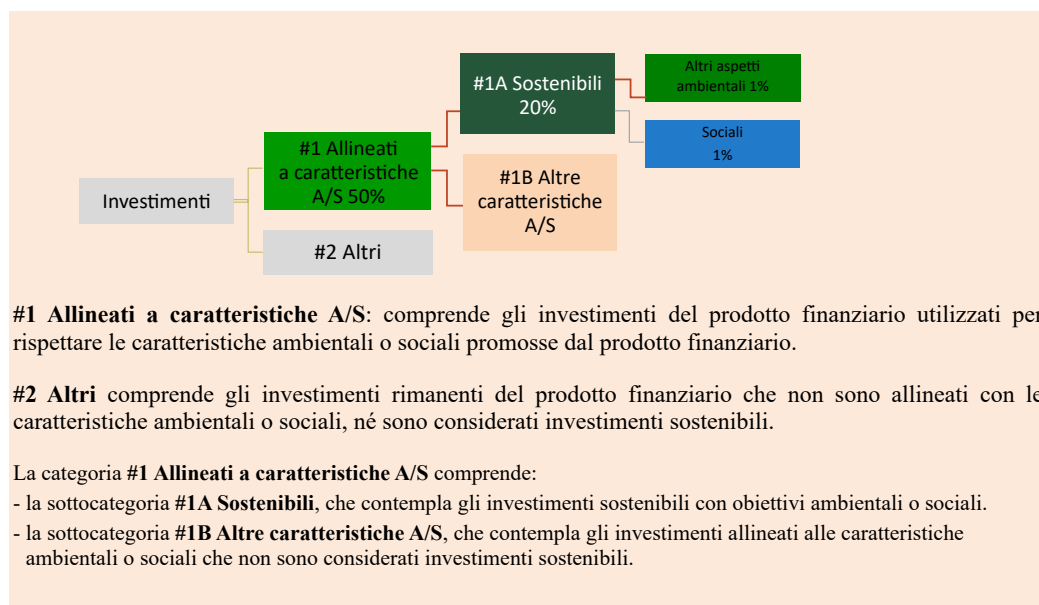 Investimenti
#1 Allineati
a caratteristiche
A/S 50%
#2 Altri
#1A Sostenibili
20%
#1B Altre
caratteristiche
A/S
Altri aspetti
ambientali 1%
Sociali
1%
#1 Allineati a caratteristiche A/S: comprende gli investimenti del prodotto finanziario utilizzati per
rispettare le caratteristiche ambientali o sociali promosse dal prodotto finanziario.
#2 Altri comprende gli investimenti rimanenti del prodotto finanziario che non sono allineati con le
caratteristiche ambientali o sociali, né sono considerati investimenti sostenibili.
La categoria #1 Allineati a caratteristiche A/S comprende:
- la sottocategoria #1A Sostenibili, che contempla gli investimenti sostenibili con obiettivi ambientali o sociali.
- la sottocategoria #1B Altre caratteristiche A/S, che contempla gli investimenti allineati alle caratteristiche
ambientali o sociali che non sono considerati investimenti sostenibili.